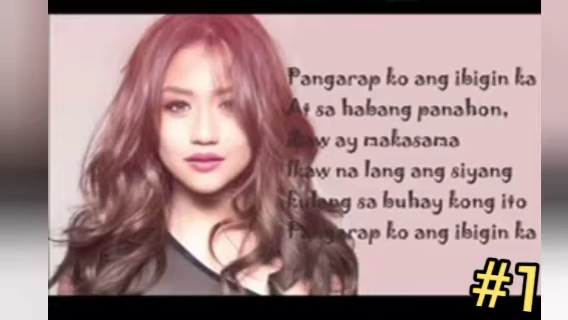 Pangarap ko ang ibigin ka
At sa habang panahon,
ikaw ay makasama
Ikaw na lang ang siyang
kulang sa buhay kong ito
Pangarap ko ang ibigin ka
#1